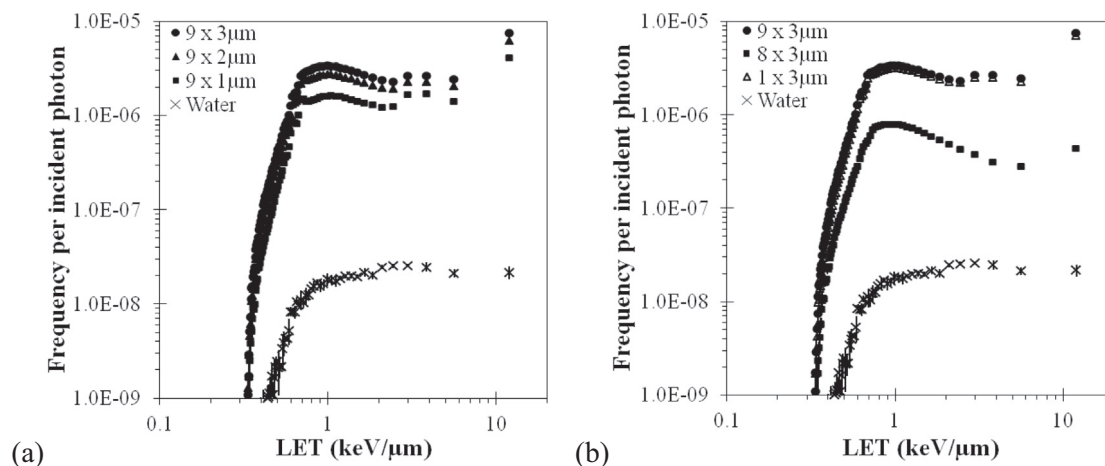 1.0E-05
9 x 3µm
9 x 2µm
9 x 1µm
Water
1.0E-06
1.0E-07
1.0E-08
1.0E-09
Frequency per incident photon
0.1
1
10
LET (keV/µm)
(a)
1.0E-05
9 x 3µm
8 x 3µm
1 x 3µm
Water
1.0E-06
1.0E-07
1.0E-08
1.0E-09
Frequency per incident photon
0.1
1
10
LET (keV/µm)
(b)